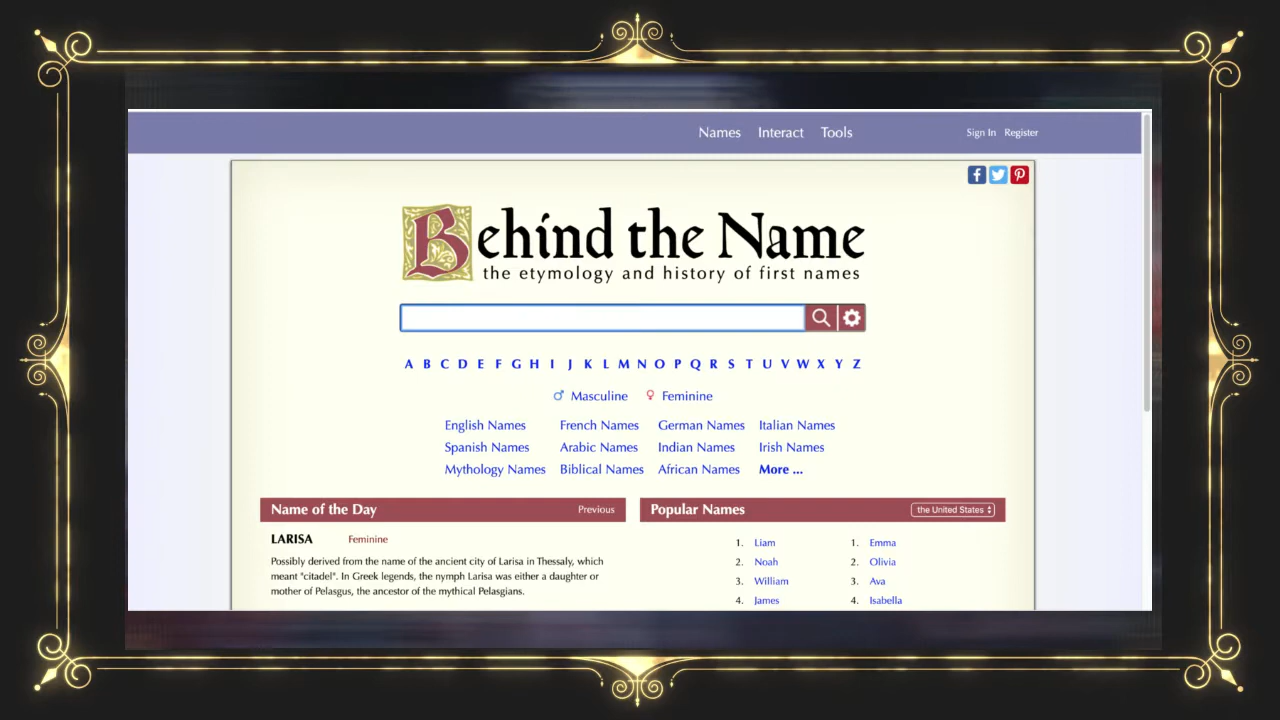 Names Interact Tools Sign In Register
Behind the Name
the etymology and history of first names
A B C D E F G H I J K L M N O P Q R S T U V W X Y Z
Masculine Feminine
English Names French Names German Names Italian Names
Spanish Names Arabic Names Indian Names Irish Names
Mythology Names Biblical Names African Names More ...
Name of the Day Previous
LARISA Feminine
Possibly derived from the name of the ancient city of Larisa in Thessaly, which
meant "citadel". In Greek legends, the nymph Larisa was either a daughter or
mother of Pelasgus, the ancestor of the mythical Pelasgians.
Popular Names the United States
1. Liam 1. Emma
2. Noah 2. Olivia
3. William 3. Ava
4. James 4. Isabella